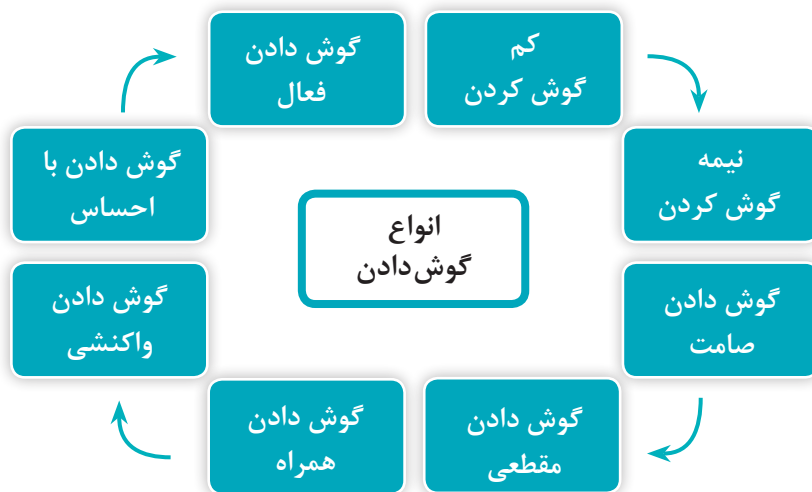 انواع
گوش‌دادن
کم
گوش کردن
نیمه
گوش کردن
گوش دادن
صامت
گوش دادن
مقطعی
گوش دادن
همراه
گوش دادن
واکنشی
گوش دادن با
احساس
گوش دادن
فعال